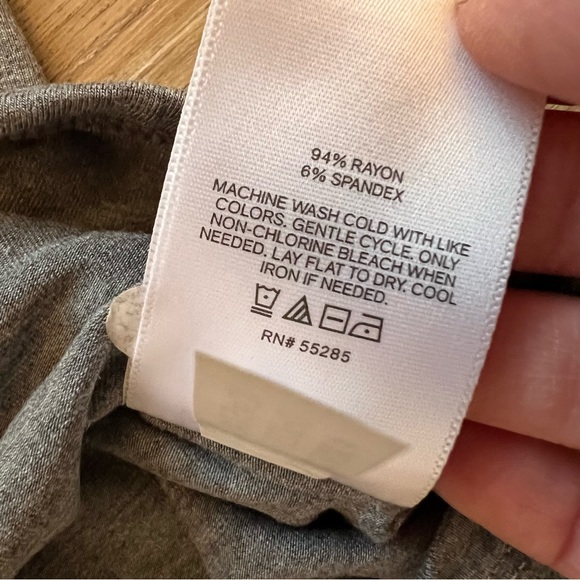 94% RAYON
6% SPANDEX
MACHINE WASH COLD WITH LIKE
COLORS. GENTLE CYCLE. ONLY
NON-CHLORINE BLEACH WHEN
NEEDED. LAY FLAT TO DRY. COOL
IRON IF NEEDED.
RN# 55285